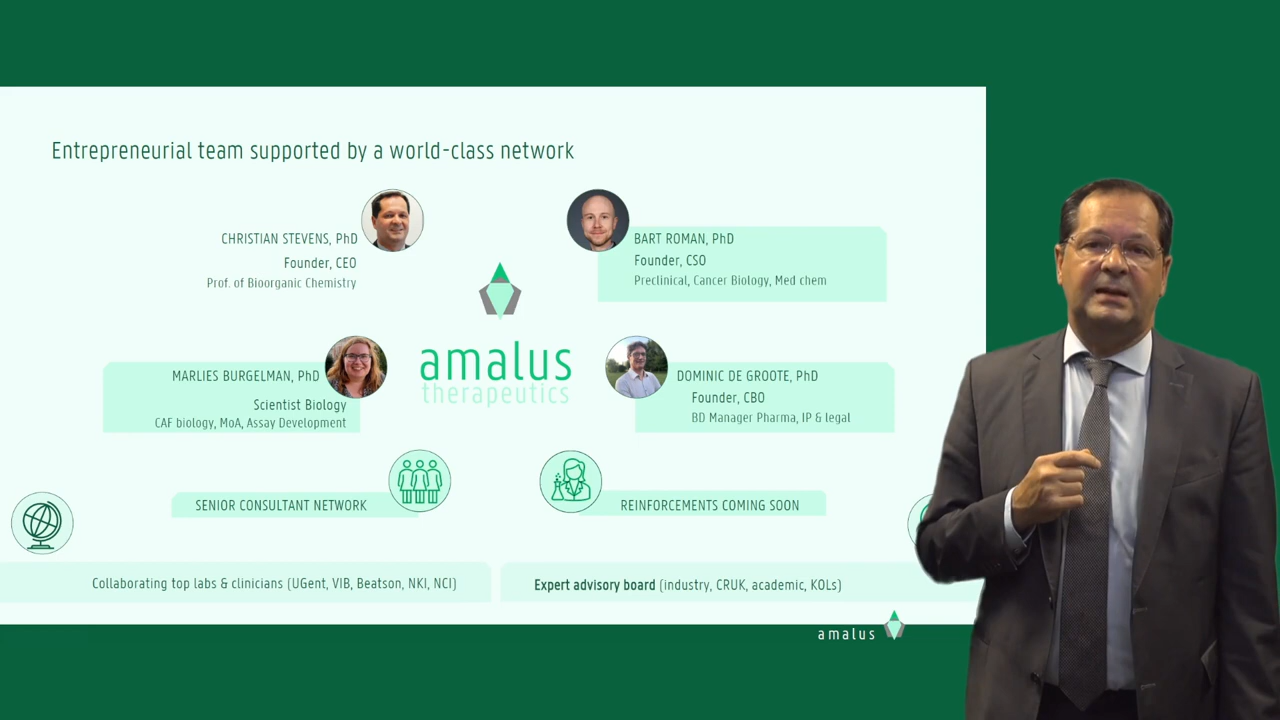 Entrepreneurial team supported by a world-class network
CHRISTIAN STEVENS, PhD
Founder, CEO
Prof. of Bioorganic Chemistry
BART ROMAN, PhD
Founder, CSO
Preclinical, Cancer Biology, Med chem
amalus
therapeutics
MARLIES BURGELMAN, PhD
Scientist Biology
CAF biology, MoA, Assay Development
DOMINIC DE GROOTE, PhD
Founder, CBO
BD Manager Pharma, IP & legal
SENIOR CONSULTANT NETWORK
REINFORCEMENTS COMING SOON
Collaborating top labs & clinicians (UGent, VIB, Beatson, NKI, NCI)
Expert advisory board (industry, CRUK, academic, KOLs)
amalus